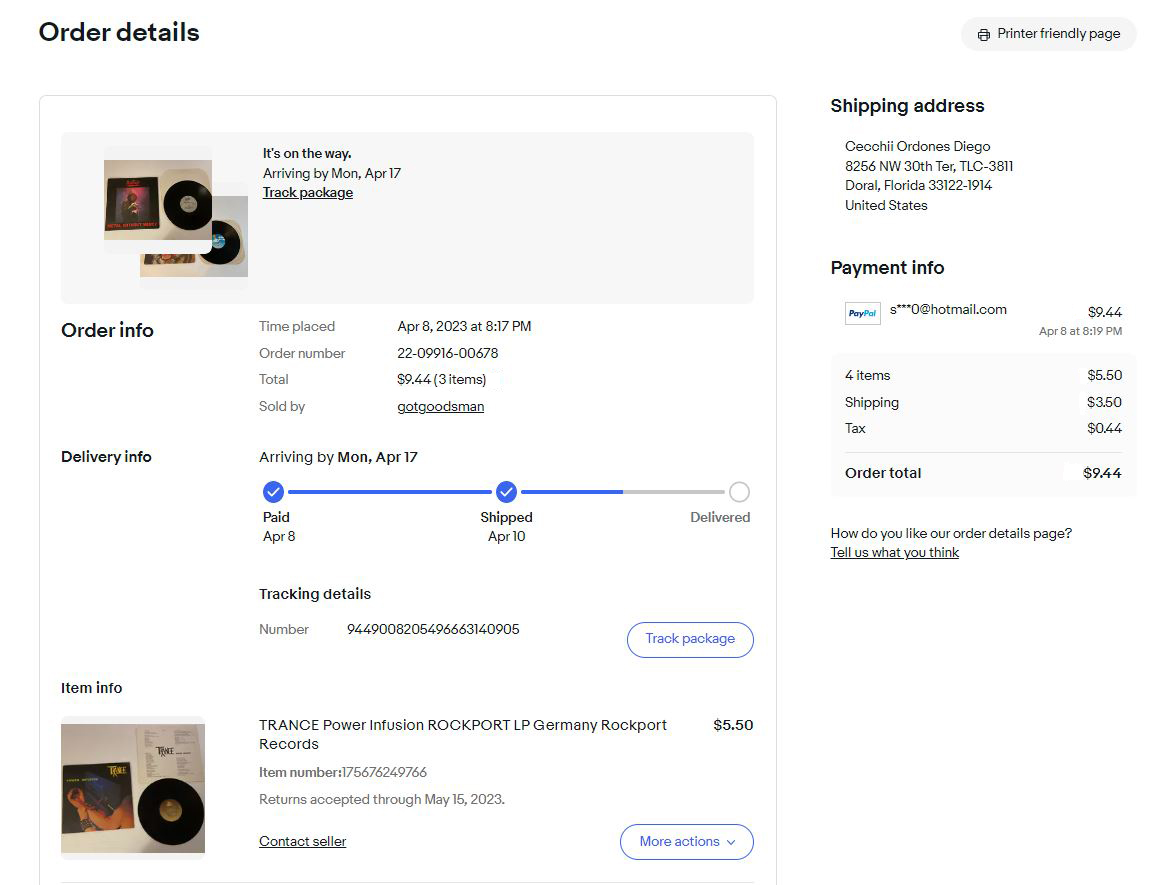 Order details
Printer friendly page
It's on the way.
Arriving by Mon, Apr 17
Track package
Order info
Time placed Apr 8, 2023 at 8:17 PM
Order number 22-09916-00678
Total $9.44 (3 items)
Sold by gotgoodsman
Delivery info
Arriving by Mon, Apr 17
Paid Shipped Delivered
Apr 8 Apr 10
Tracking details
Number 9449008205496663140905
Track package
Item info
TRANCE Power Infusion ROCKPORT LP Germany Rockport $5.50
Records
Item number:175676249766
Returns accepted through May 15, 2023.
Contact seller
More actions
TRANCE
Shipping address
Cecchii Ordones Diego
8256 NW 30th Ter, TLC-3811
Doral, Florida 33122-1914
United States
Payment info
PayPal s***0@hotmail.com $9.44
Apr 8 at 8:19 PM
4 items $5.50
Shipping $3.50
Tax $0.44
Order total $9.44
How do you like our order details page?
Tell us what you think